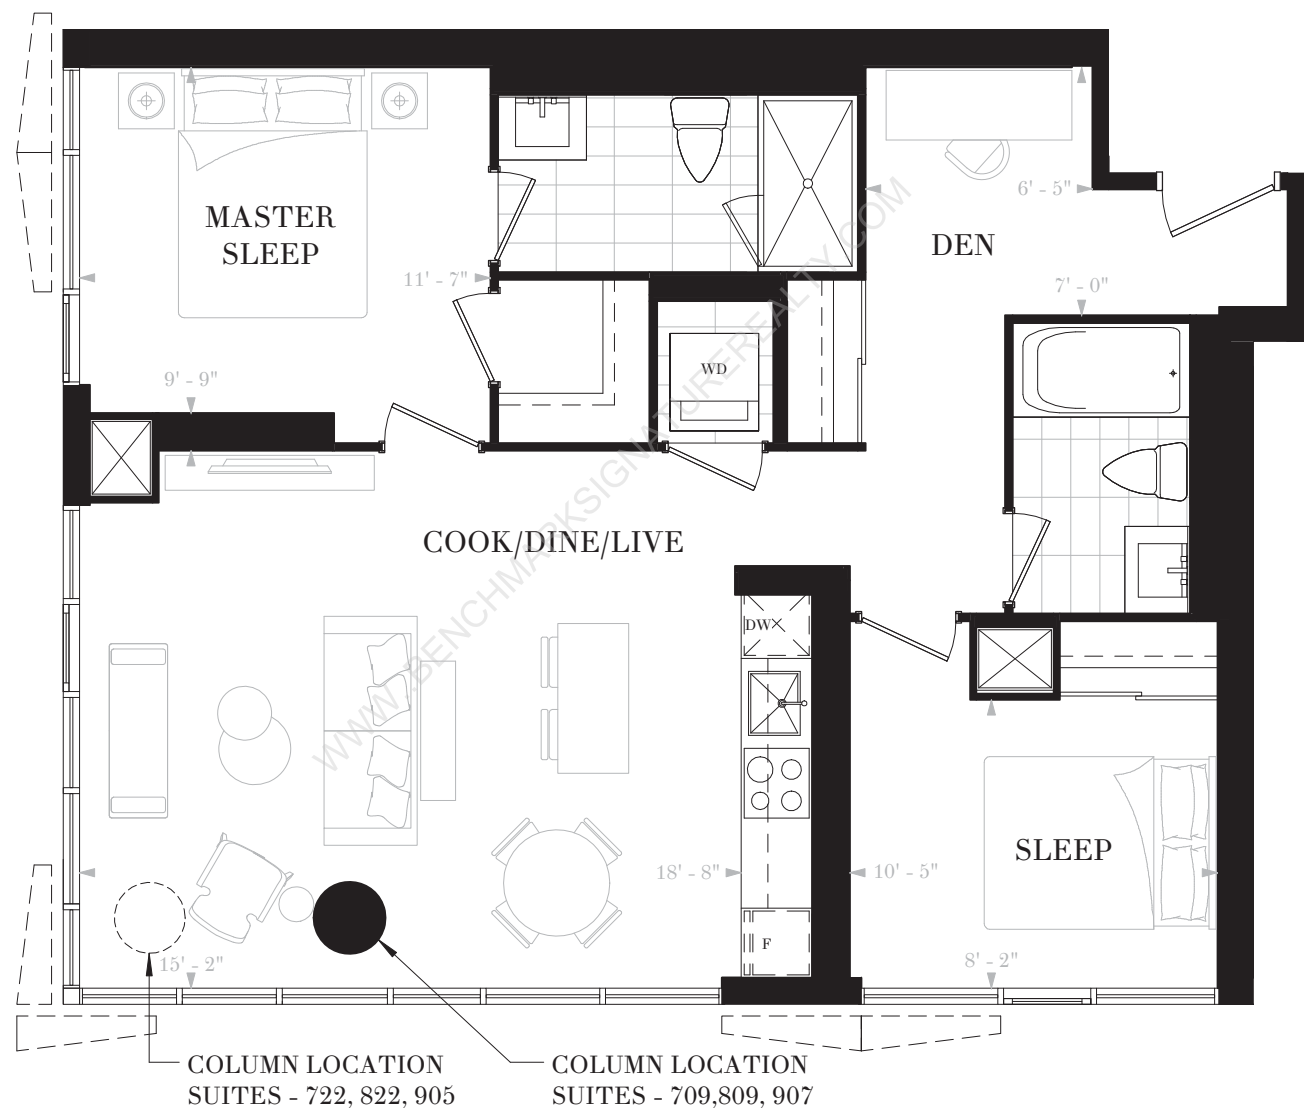 MASTER
SLEEP
11' - 7"
9' - 9"
6' - 5"
DEN
7' - 0"
WD
WWW.BENCHMARKSIGNATUREREALTY.COM
COOK/DINE/LIVE
DW
18' - 8"
10' - 5"
SLEEP
F
15' - 2"
8' - 2"
COLUMN LOCATION
SUITES - 722, 822, 905
COLUMN LOCATION
SUITES - 709,809, 907